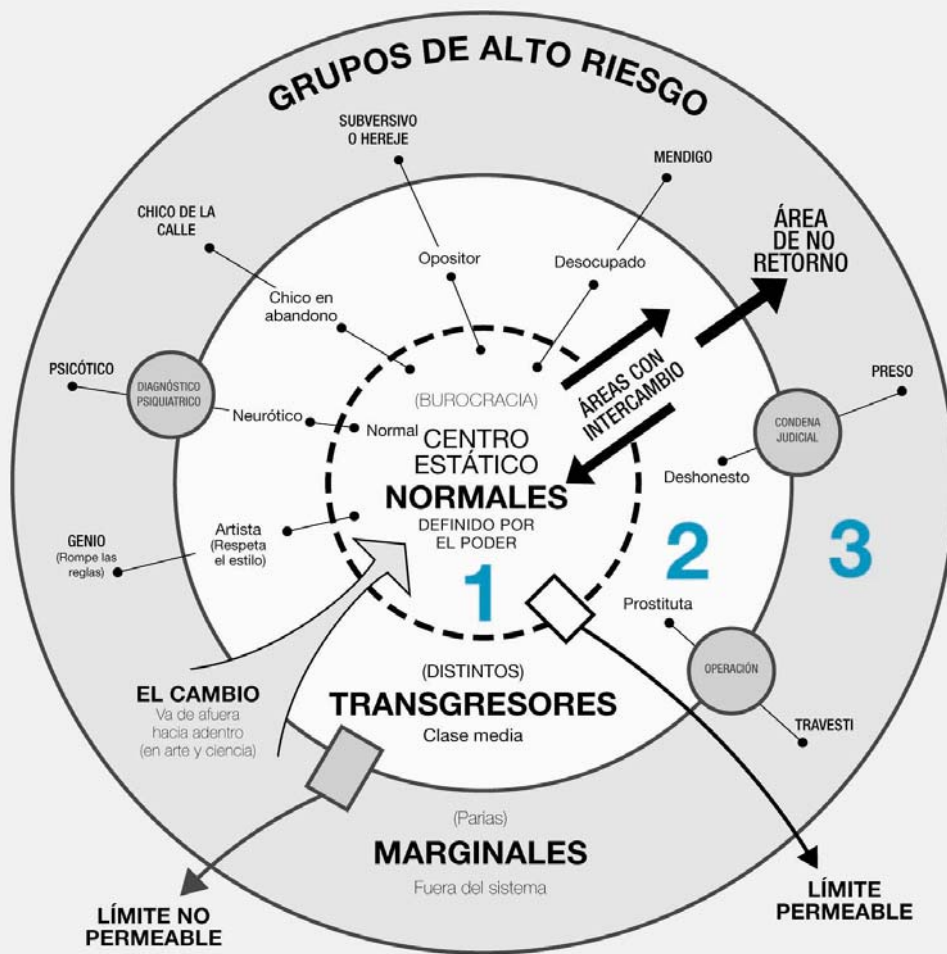 GRUPOS DE ALTO RIESGO
SUBVERSIVO
O HEREJE
MENDIGO
CHICO DE LA
CALLE
ÁREA
DE NO
RETORNO
Opositor
Desocupado
Chico en
abandono
PSICÓTICO
DIAGNÓSTICO
PSIQUIATRICO
Neurótico
Normal
(BUROCRACIA)
CENTRO
ESTÁTICO
NORMALES
DEFINIDO POR
EL PODER
1
ÁREAS CON
INTERCAMBIO
PRESO
CONDENA
JUDICIAL
Deshonesto
2
3
GENIO
(Rompe las
reglas)
Artista
(Respeta
el estilo)
Prostituta
OPERACIÓN
TRAVESTI
EL CAMBIO
Va de afuera
hacia adentro
(en arte y ciencia)
(DISTINTOS)
TRANSGRESORES
Clase media
(Parias)
MARGINALES
Fuera del sistema
LÍMITE NO
PERMEABLE
LÍMITE
PERMEABLE